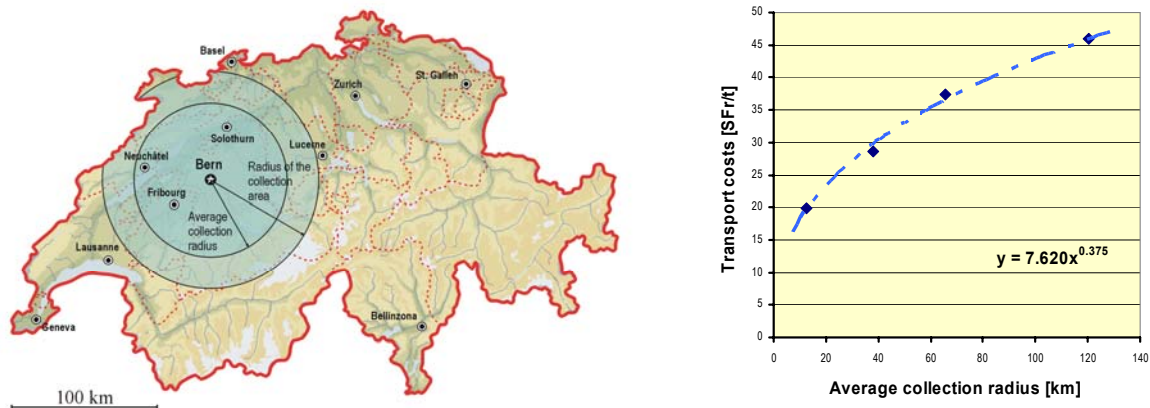 Basel
Zurich
St. Gallen
Solothurn
Lucerne
Neuchâtel
Bern
Radius of the
collection
area
Fribourg
Average
collection
radius
Lausanne
Geneva
Bellinzona
100 km
Transport costs [SFr/t]
50
45
40
35
30
25
20
15
10
5
0
y = 7.620x^0.375
0 20 40 60 80 100 120 140
Average collection radius [km]